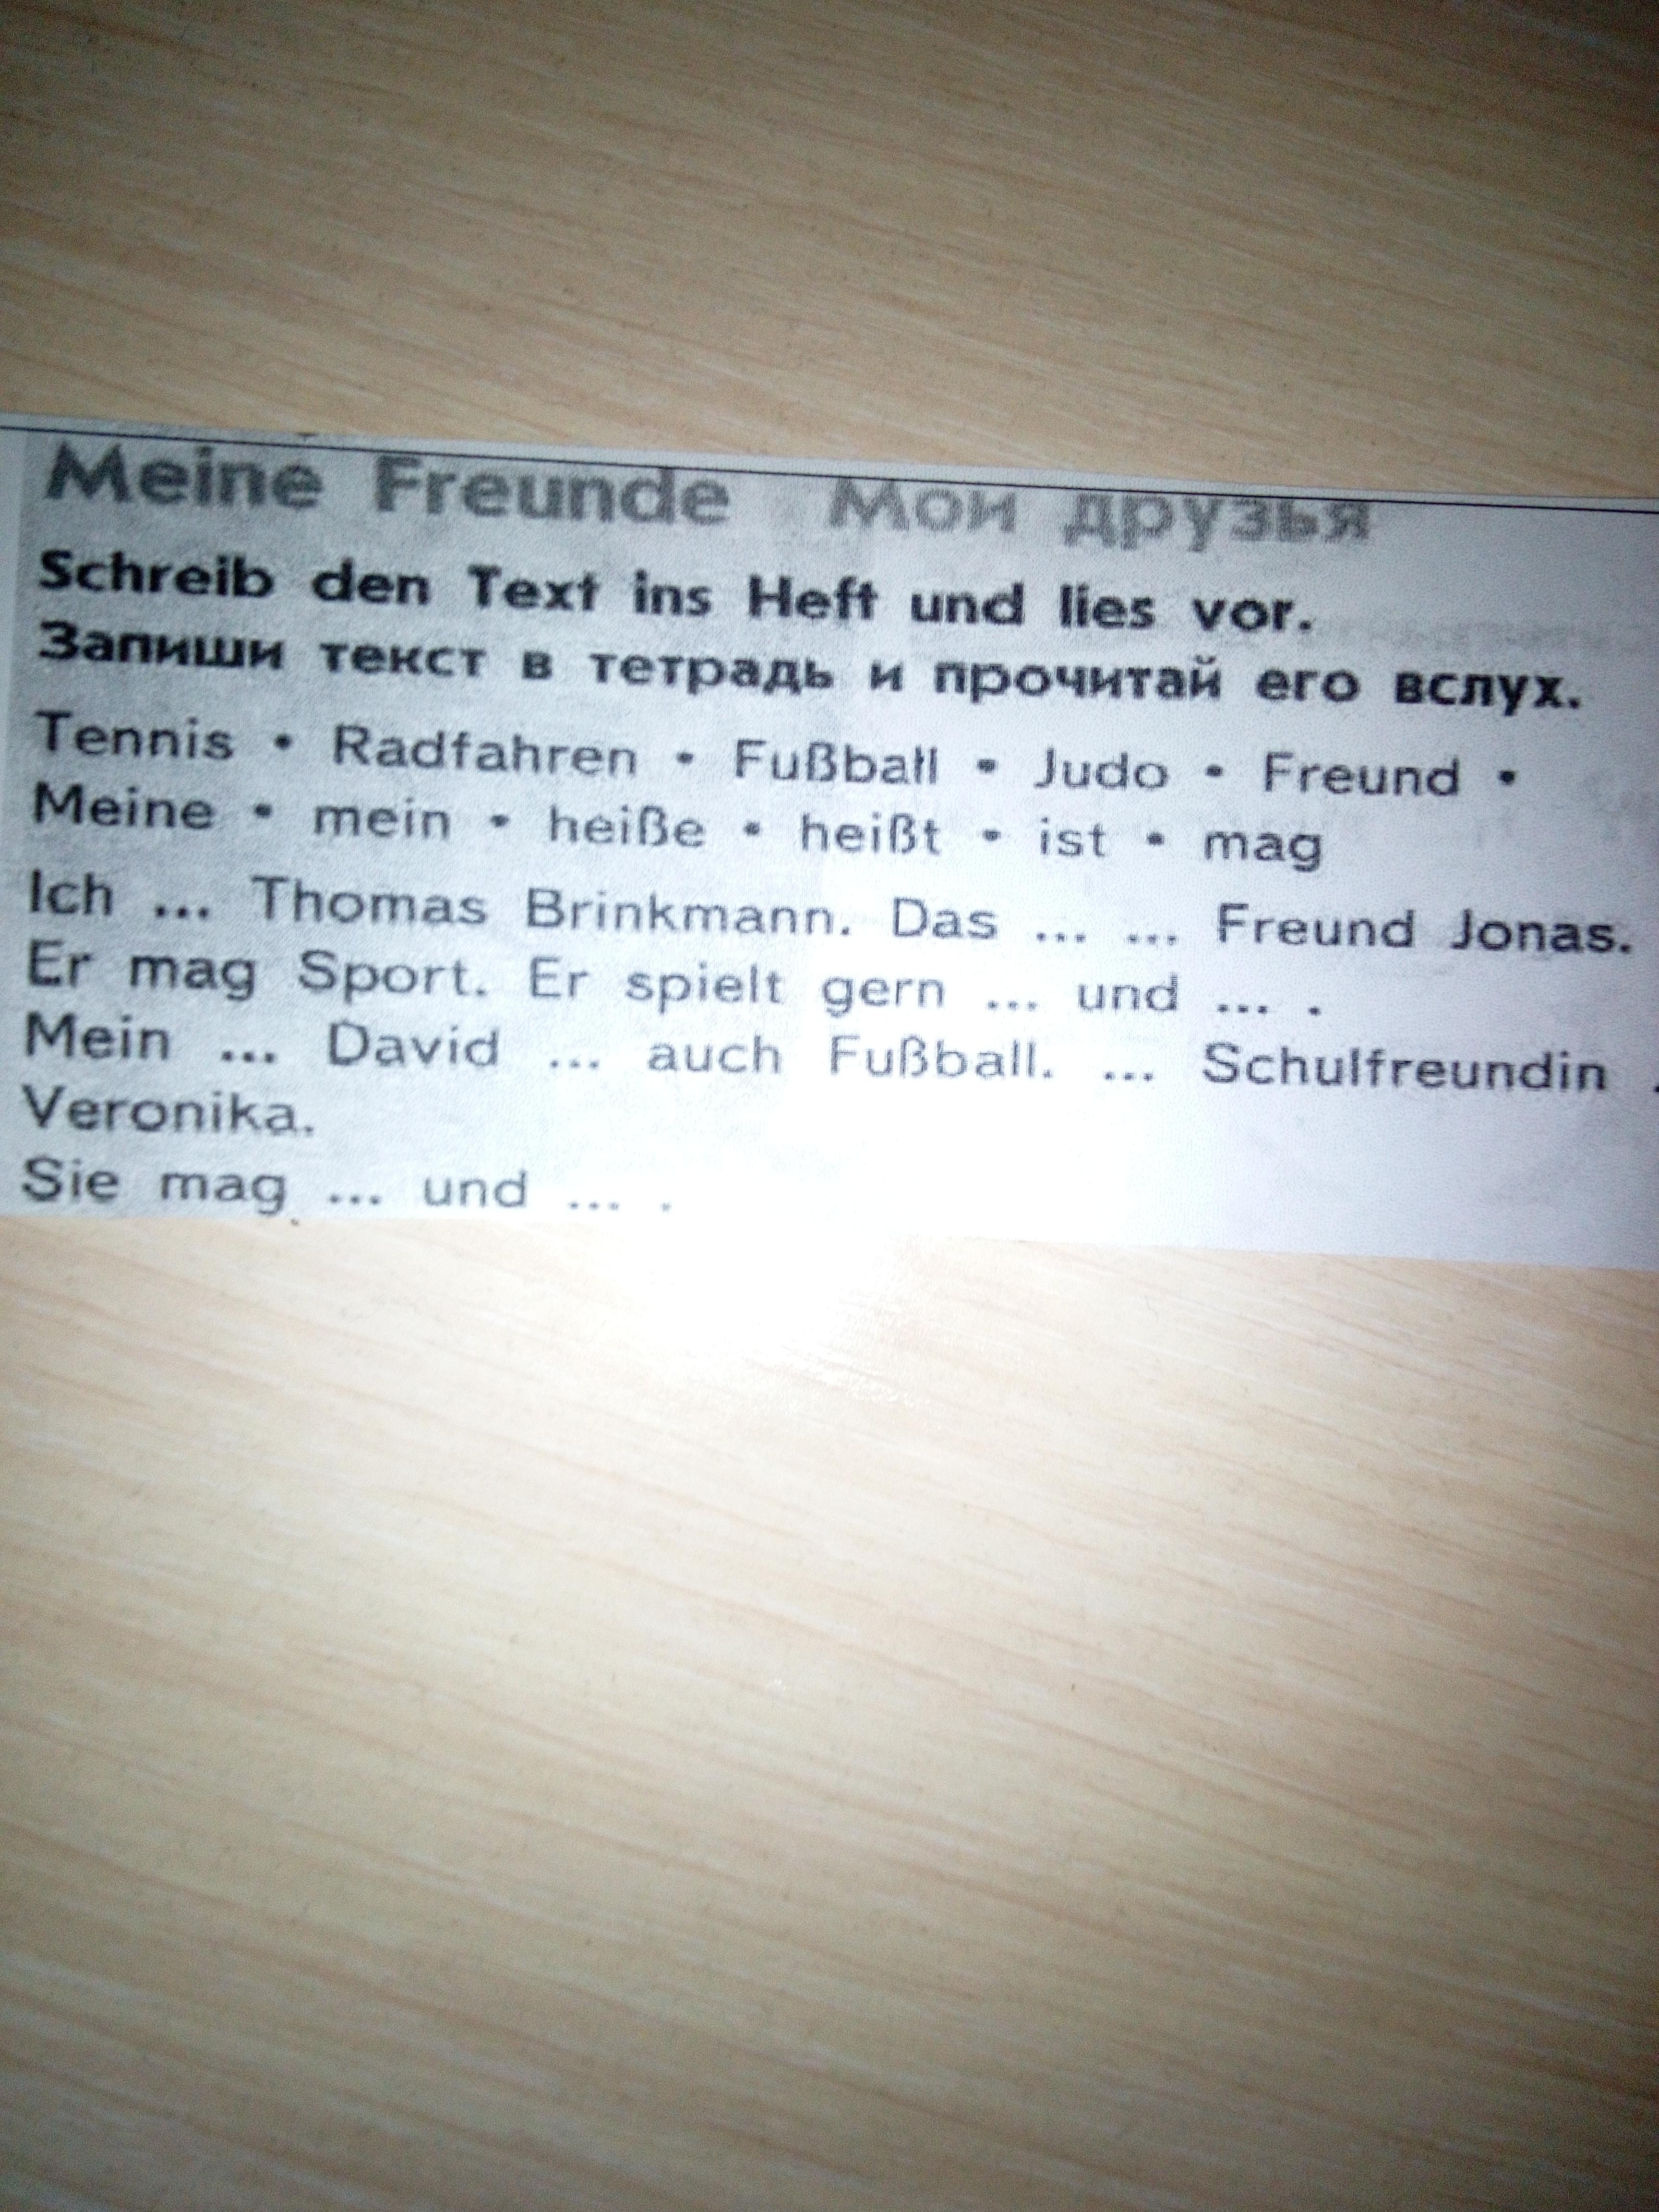 Meine Freunde Мои друзья
Schreib den Text ins Heft und lies vor.
Запиши текст в тетрадь и прочитай его вслух.
Tennis • Radfahren • Fußball • Judo • Freund •
Meine • mein • heiße • heißt • ist • mag
Ich ... Thomas Brinkmann. Das ... ... Freund Jonas.
Er mag Sport. Er spielt gern ... und ... .
Mein ... David ... auch Fußball. ... Schulfreundin .
Veronika.
Sie mag ... und ... .